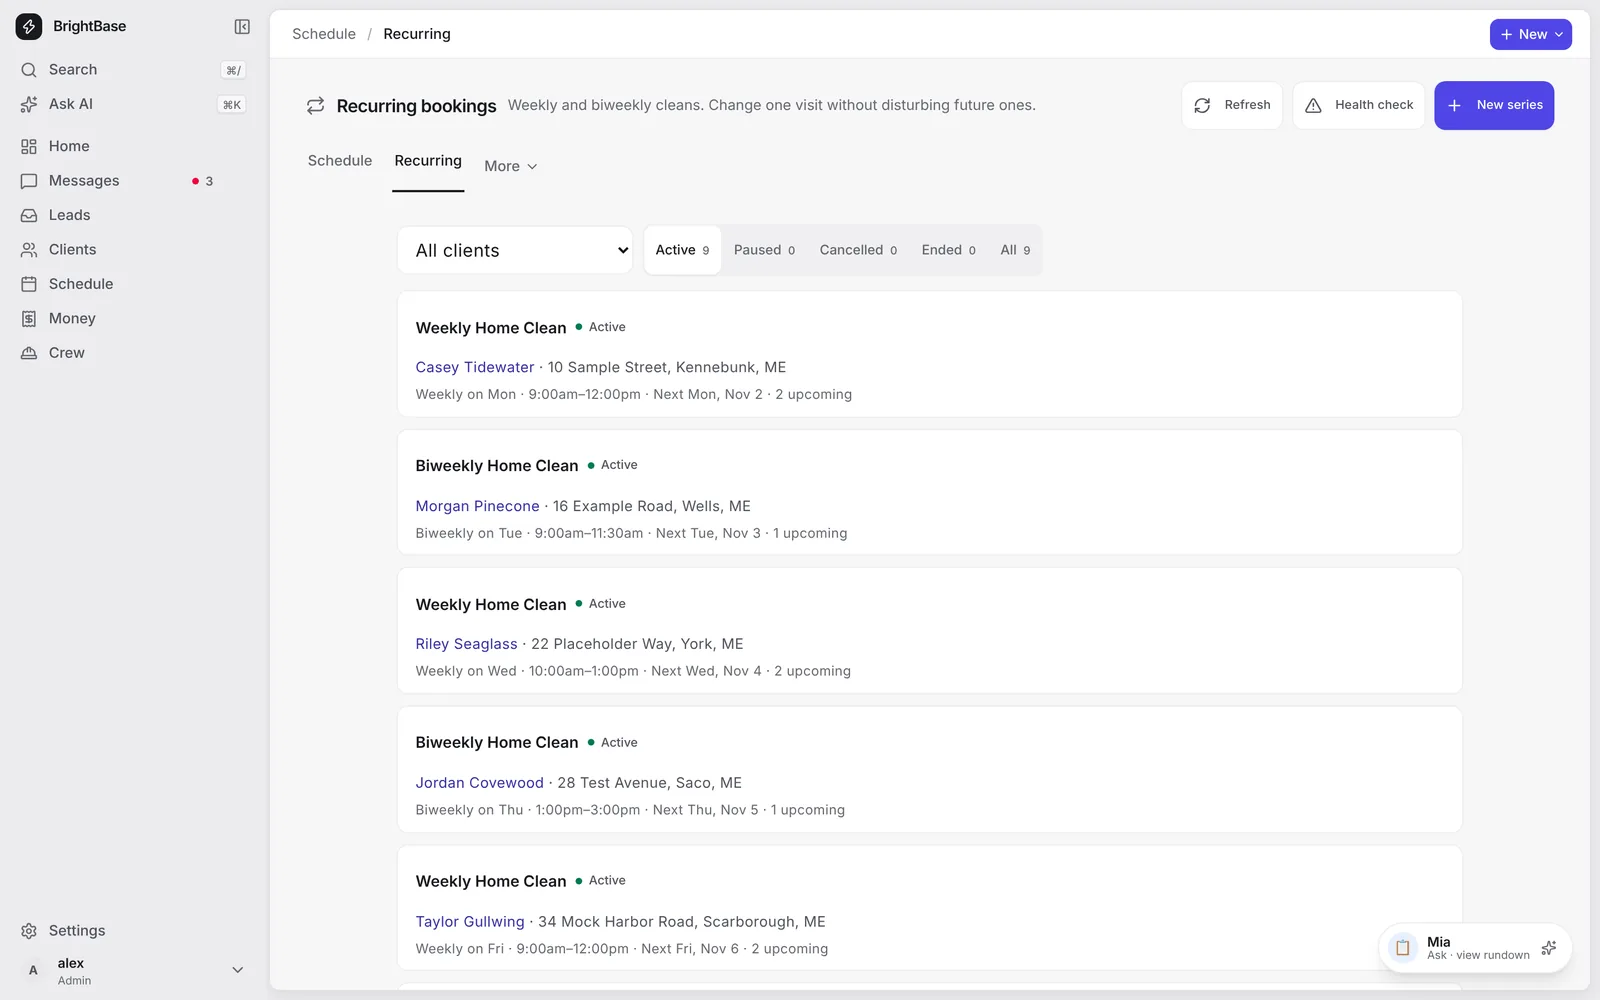 BrightBase
Search ⌘/
Ask AI ⌘K
Home
Messages 3
Leads
Clients
Schedule
Money
Crew
Settings
A alex
Admin
Schedule / Recurring
+ New
Recurring bookings Weekly and biweekly cleans. Change one visit without disturbing future ones.
Refresh
Health check
+ New series
Schedule Recurring More
All clients
Active 9 Paused 0 Cancelled 0 Ended 0 All 9
Weekly Home Clean Active
Casey Tidewater · 10 Sample Street, Kennebunk, ME
Weekly on Mon · 9:00am–12:00pm · Next Mon, Nov 2 · 2 upcoming
Biweekly Home Clean Active
Morgan Pinecone · 16 Example Road, Wells, ME
Biweekly on Tue · 9:00am–11:30am · Next Tue, Nov 3 · 1 upcoming
Weekly Home Clean Active
Riley Seaglass · 22 Placeholder Way, York, ME
Weekly on Wed · 10:00am–1:00pm · Next Wed, Nov 4 · 2 upcoming
Biweekly Home Clean Active
Jordan Covewood · 28 Test Avenue, Saco, ME
Biweekly on Thu · 1:00pm–3:00pm · Next Thu, Nov 5 · 1 upcoming
Weekly Home Clean Active
Taylor Gullwing · 34 Mock Harbor Road, Scarborough, ME
Weekly on Fri · 9:00am–12:00pm · Next Fri, Nov 6 · 2 upcoming
Mia
Ask · view rundown